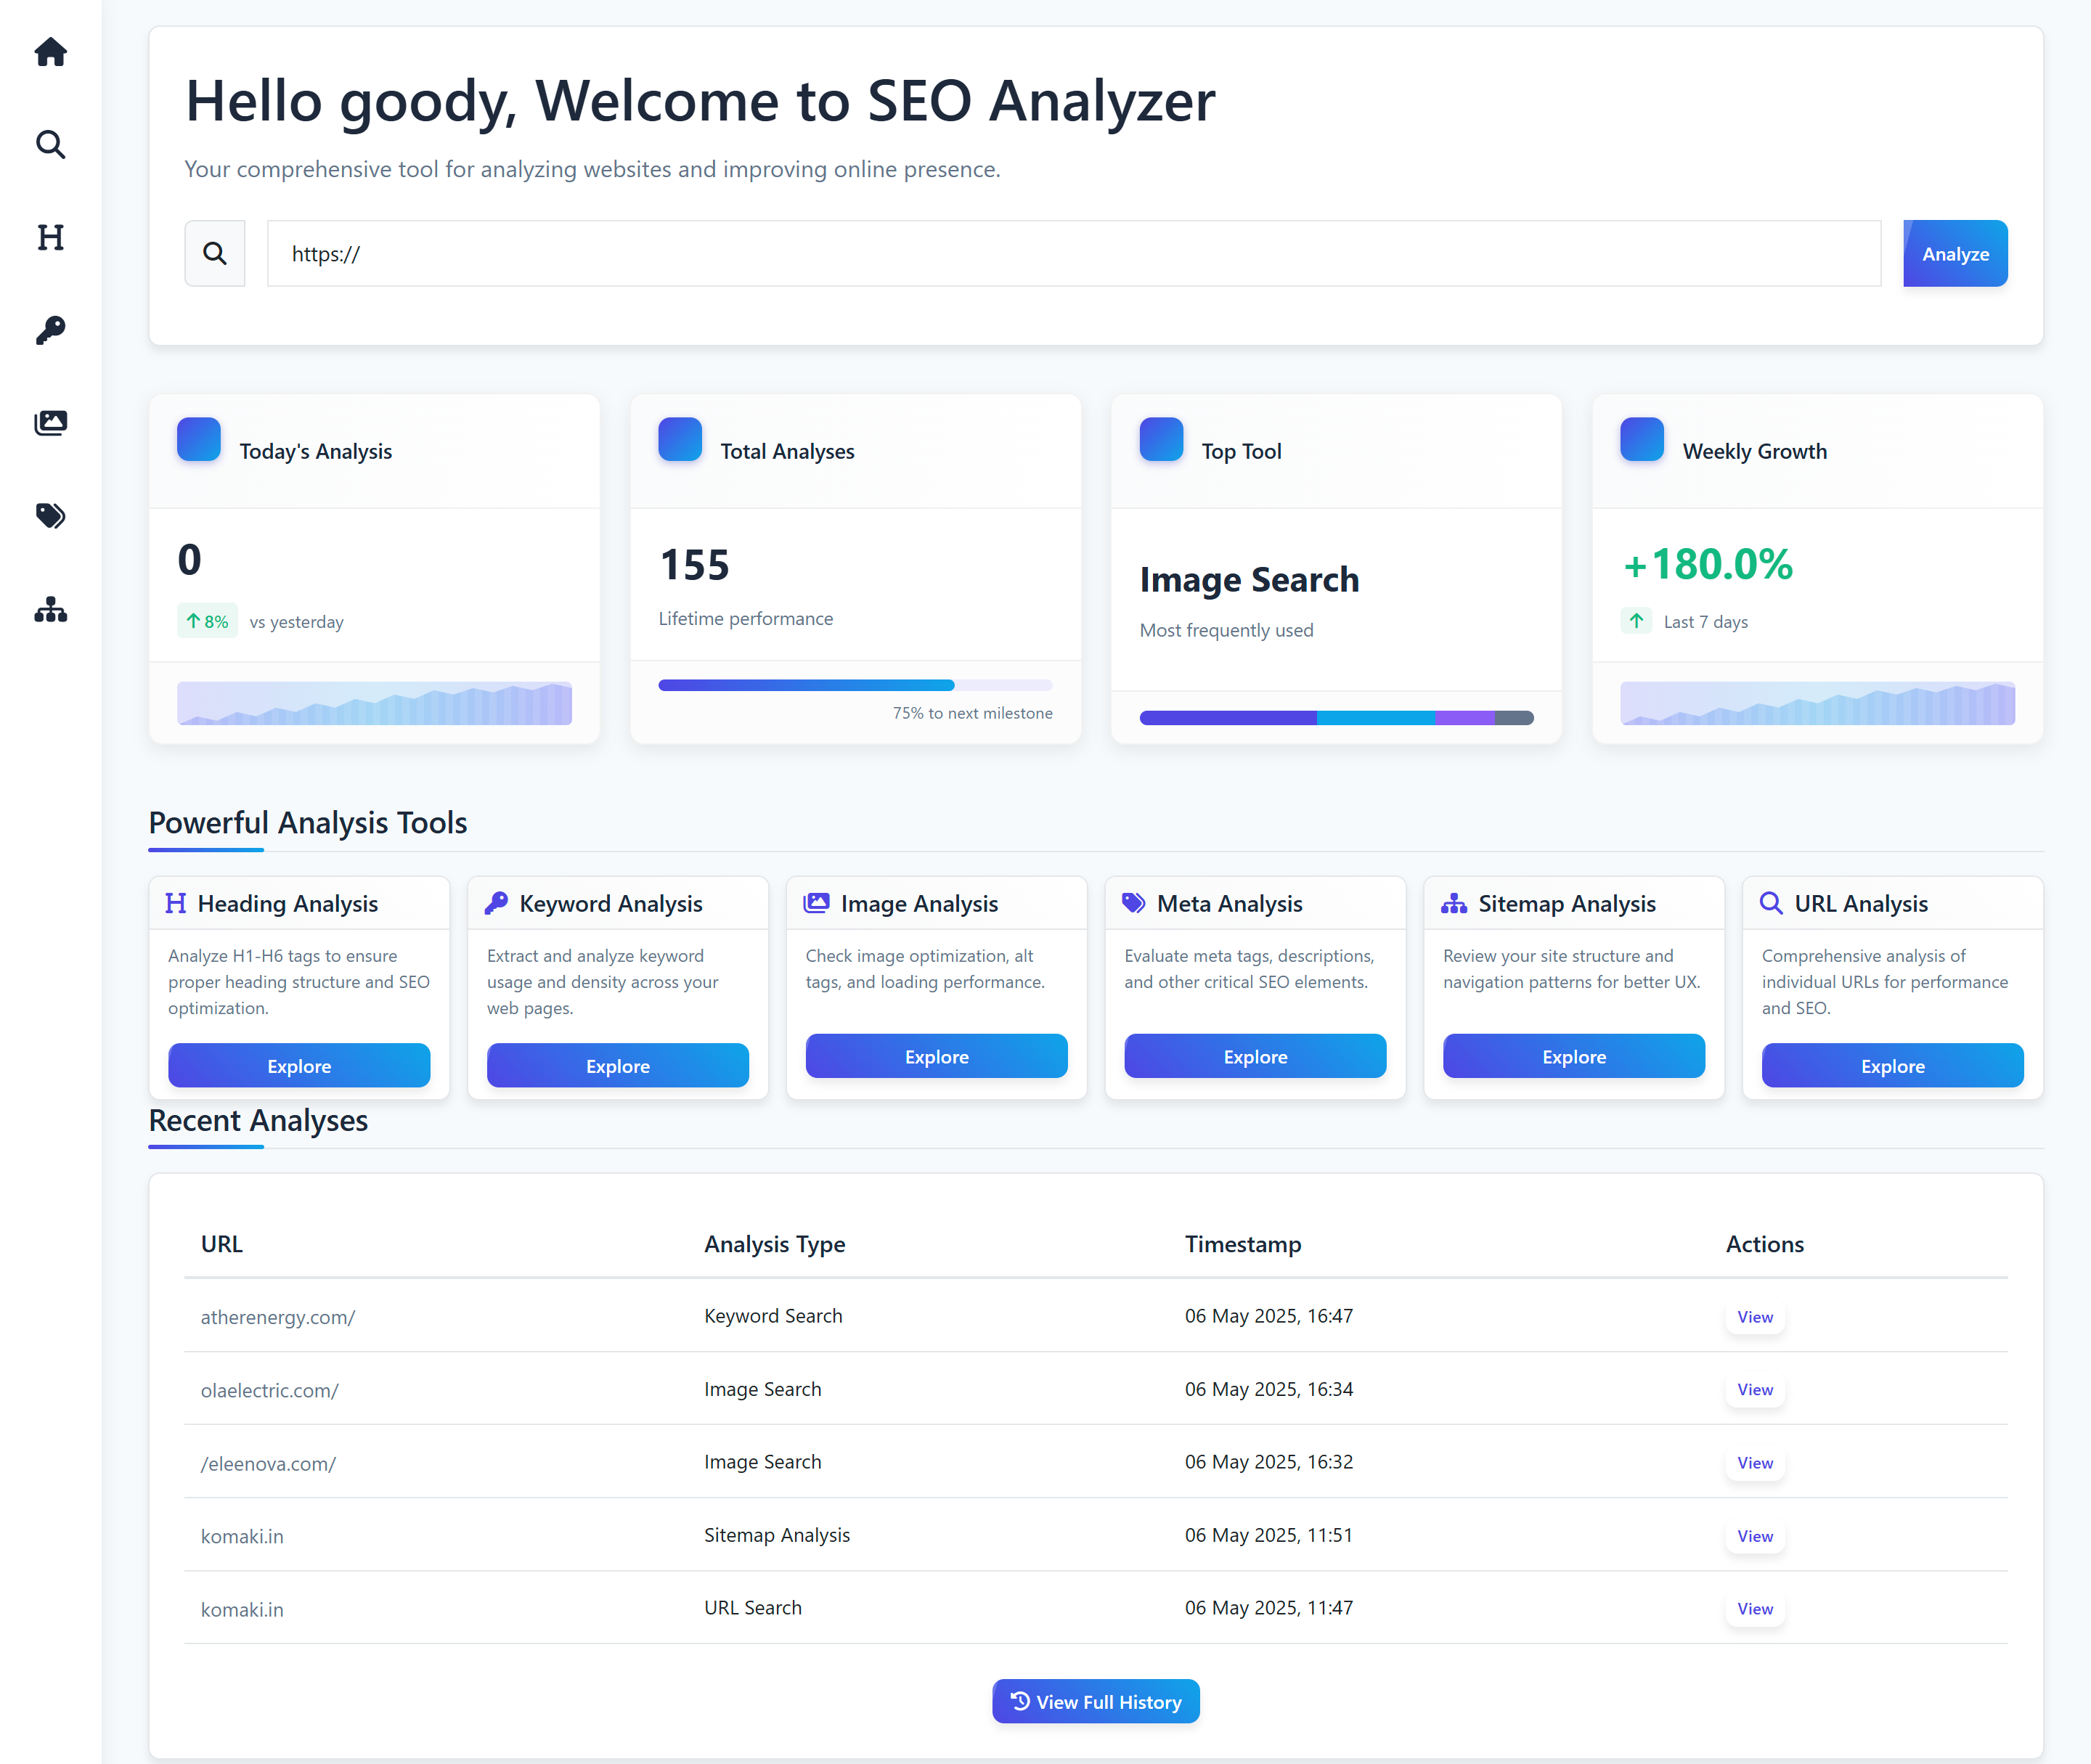 Hello goody, Welcome to SEO Analyzer
Your comprehensive tool for analyzing websites and improving online presence.
https://
Analyze
Today's Analysis
0
8% vs yesterday
Total Analyses
155
Lifetime performance
75% to next milestone
Top Tool
Image Search
Most frequently used
Weekly Growth
+180.0%
Last 7 days
Powerful Analysis Tools
Heading Analysis
Analyze H1-H6 tags to ensure
proper heading structure and SEO
optimization.
Explore
Keyword Analysis
Extract and analyze keyword
usage and density across your
web pages.
Explore
Image Analysis
Check image optimization, alt
tags, and loading performance.
Explore
Meta Analysis
Evaluate meta tags, descriptions,
and other critical SEO elements.
Explore
Sitemap Analysis
Review your site structure and
navigation patterns for better UX.
Explore
URL Analysis
Comprehensive analysis of
individual URLs for performance
and SEO.
Explore
Recent Analyses
URL Analysis Type Timestamp Actions
atherenergy.com/ Keyword Search 06 May 2025, 16:47 View
olaelectric.com/ Image Search 06 May 2025, 16:34 View
/eleenova.com/ Image Search 06 May 2025, 16:32 View
komaki.in Sitemap Analysis 06 May 2025, 11:51 View
komaki.in URL Search 06 May 2025, 11:47 View
View Full History